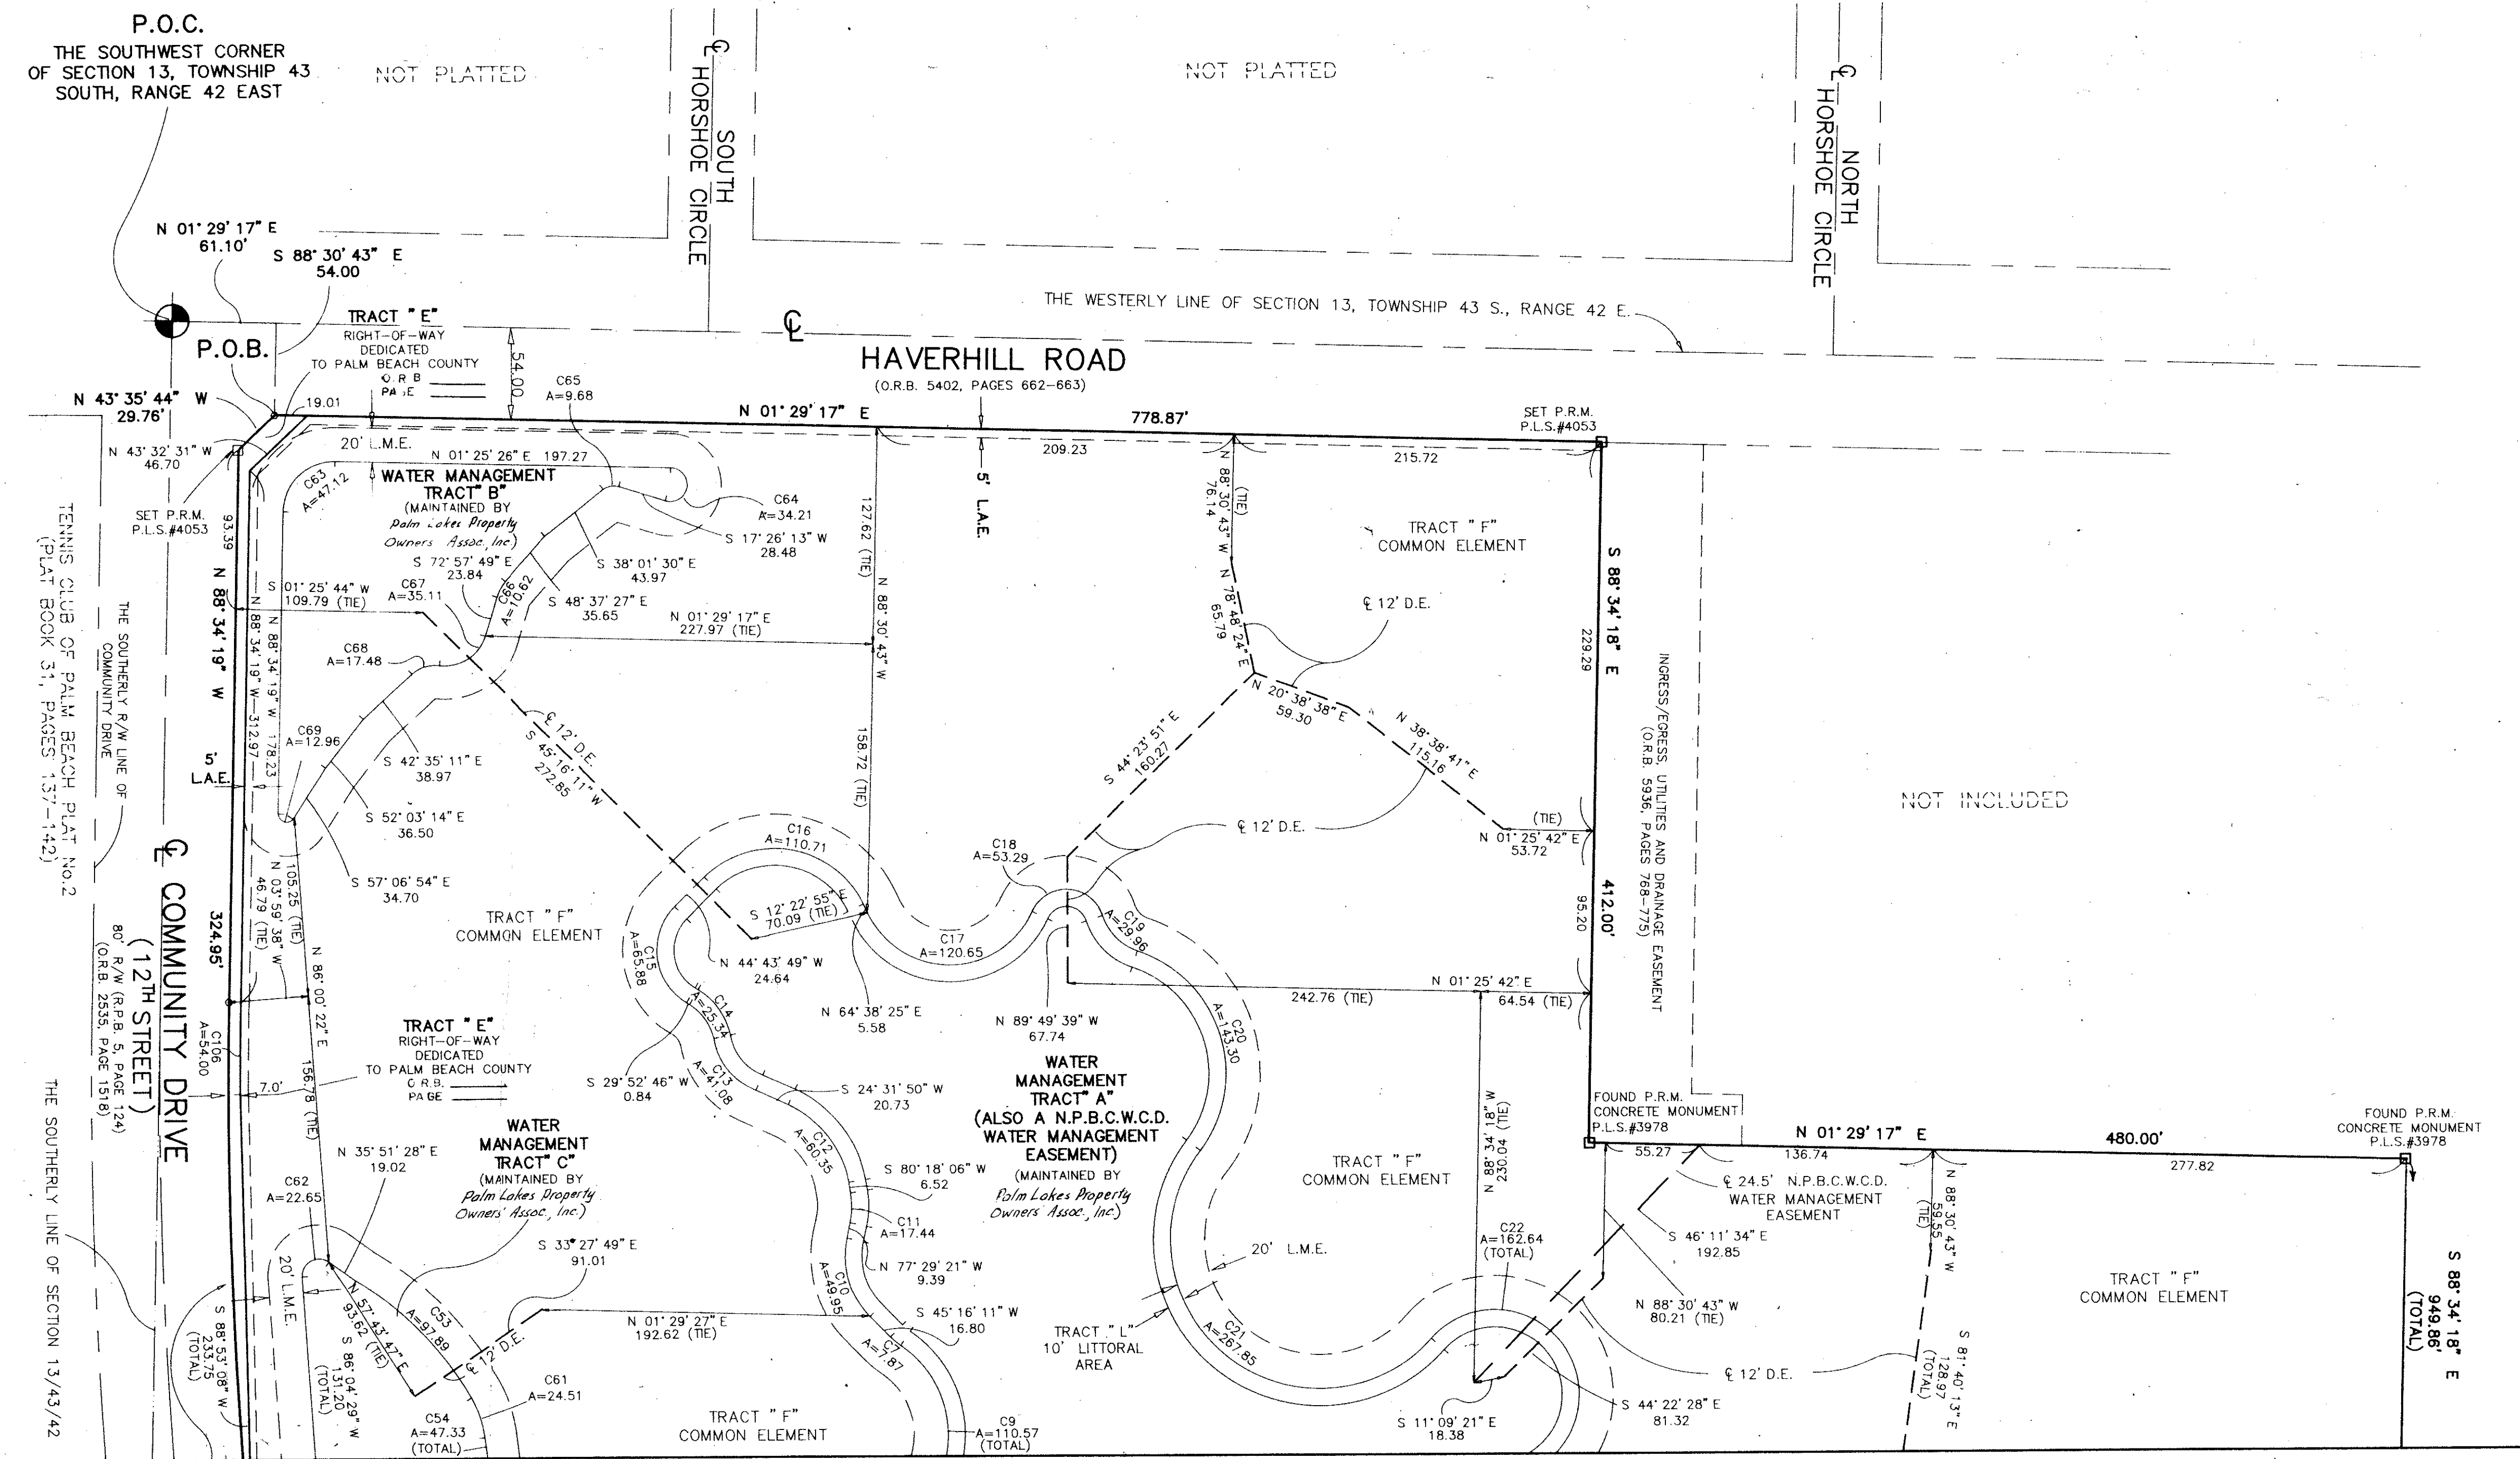 P.O.C.
THE SOUTHWEST CORNER
OF SECTION 13, TOWNSHIP 43
SOUTH, RANGE 42 EAST
NOT PLATTED
SOUTH
HORSHOE CIRCLE
NOT PLATTED
NORTH
HORSHOE CIRCLE
N 01° 29' 17" E
61.10'
S 88° 30' 43" E
54.00
THE WESTERLY LINE OF SECTION 13, TOWNSHIP 43 S., RANGE 42 E.
P.O.B.
TRACT " E"
RIGHT-OF-WAY
DEDICATED
TO PALM BEACH COUNTY
O.R.B
PAGE
54.00
HAVERHILL ROAD
(O.R.B. 5402, PAGES 662-663)
C65
A=9.68
N 43° 35' 44" W
29.76'
19.01
N 01° 29' 17" E
778.87'
SET P.R.M.
P.L.S.#4053
N 43° 32' 31" W
46.70
20' L.M.E.
209.23
215.72
N 01° 25' 26" E 197.27
C63
A=47.12
WATER MANAGEMENT
TRACT" B"
(MAINTAINED BY
Palm Lakes Property
Owners Assoc., Inc.)
C64
A=34.21
5' L.A.E.
N 88° 30' 43" W
76.14
(TIE)
SET P.R.M.
P.L.S.#4053
93.39
127.62 (TIE)
S 17° 26' 13" W
28.48
TRACT " F"
COMMON ELEMENT
S 88° 34' 18" E
412.00'
TENNIS CLUB OF PALM BEACH PLAT No.2
(PLAT BOOK 31, PAGES 137-142)
S 72° 57' 49" E
23.84
S 38° 01' 30" E
43.97
C67
A=35.11
C66
A=10.62
S 48° 37' 27" E
35.65
S 01° 25' 44" W
109.79 (TIE)
N 88° 34' 19" W
324.95'
N 88° 34' 19" W-312.97
N 88° 34' 19" W 178.23
N 01° 29' 17" E
227.97 (TIE)
N 88° 30' 43" W
N 78° 48' 24" E
65.79
℄ 12' D.E.
THE SOUTHERLY R/W LINE OF
COMMUNITY DRIVE
C68
A=17.48
229.29
N 20° 38' 38" E
59.30
INGRESS/EGRESS, UTILITIES AND DRAINAGE EASEMENT
(O.R.B. 5936, PAGES 768-775)
C69
A=12.96
℄ 12' D.E.
S 45° 16' 11" W
272.85
158.72 (TIE)
S 44° 23' 51" E
160.27
N 38° 38' 41" E
115.16
5'
L.A.E.
S 42° 35' 11" E
38.97
S 52° 03' 14" E
36.50
NOT INCLUDED
C16
A=110.71
C18
A=53.29
℄ 12' D.E.
(TIE)
N 01° 25' 42" E
53.72
℄ COMMUNITY DRIVE
(12TH STREET)
80' R/W (R.P.B. 5, PAGE 124)
(O.R.B. 2535, PAGE 1518)
S 57° 06' 54" E
34.70
105.25 (TIE)
N 03° 59' 38" W
46.79 (TIE)
TRACT " F"
COMMON ELEMENT
S 12° 22' 55" E
70.09 (TIE)
C17
A=120.65
C19
A=29.96
95.20
C15
A=65.88
N 44° 43' 49" W
24.64
N 86° 00' 22" E
N 01° 25' 42" E
242.76 (TIE)
64.54 (TIE)
C14
A=25.34
N 64° 38' 25" E
5.58
N 89° 49' 39" W
67.74
C20
A=143.30
C106
A=54.00
TRACT " E"
RIGHT-OF-WAY
DEDICATED
TO PALM BEACH COUNTY
O.R.B.
PAGE
7.0'
156.78 (TIE)
S 29° 52' 46" W
0.84
C13
A=41.08
S 24° 31' 50" W
20.73
WATER
MANAGEMENT
TRACT" A"
(ALSO A N.P.B.C.W.C.D.
WATER MANAGEMENT
EASEMENT)
(MAINTAINED BY
Palm Lakes Property
Owners' Assoc., Inc.)
THE SOUTHERLY LINE OF SECTION 13/43/42
WATER
MANAGEMENT
TRACT" C"
(MAINTAINED BY
Palm Lakes Property
Owners' Assoc., Inc.)
N 35° 51' 28" E
19.02
C12
A=60.35
S 80° 18' 06" W
6.52
TRACT " F"
COMMON ELEMENT
N 88° 34' 18" W
230.04 (TIE)
FOUND P.R.M.
CONCRETE MONUMENT
P.L.S.#3978
N 01° 29' 17" E
480.00'
FOUND P.R.M.
CONCRETE MONUMENT
P.L.S.#3978
55.27
136.74
277.82
C62
A=22.65
C11
A=17.44
℄ 24.5' N.P.B.C.W.C.D.
WATER MANAGEMENT
EASEMENT
N 88° 30' 43" W
59.55
(TIE)
S 33° 27' 49" E
91.01
N 77° 29' 21" W
9.39
20' L.M.E.
C22
A=162.64
(TOTAL)
S 46° 11' 34" E
192.85
20' L.M.E.
C10
A=49.95
TRACT " F"
COMMON ELEMENT
S 88° 34' 18" E
949.86'
(TOTAL)
S 88° 53' 08" W
233.75
(TOTAL)
N 57° 43' 47" E
93.62 (TIE)
C53
A=97.89
N 01° 29' 27" E
192.62 (TIE)
S 45° 16' 11" W
16.80
N 88° 30' 43" W
80.21 (TIE)
S 86° 04' 29" W
131.20
(TOTAL)
℄ 12' D.E.
C7
A=7.87
TRACT " L"
10' LITTORAL
AREA
C21
A=267.85
℄ 12' D.E.
S 81° 40' 13" E
128.97
(TOTAL)
C61
A=24.51
S 44° 22' 28" E
81.32
C54
A=47.33
(TOTAL)
TRACT " F"
COMMON ELEMENT
C9
A=110.57
(TOTAL)
S 11° 09' 21" E
18.38